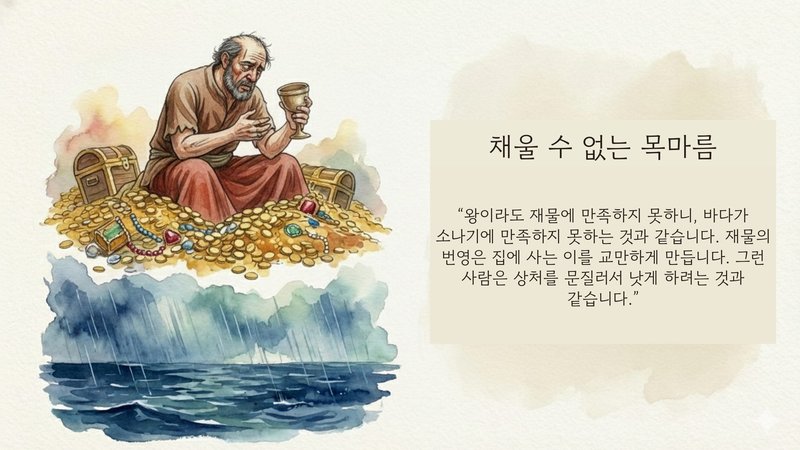 채울 수 없는 목마름
“왕이라도 재물에 만족하지 못하니, 바다가
소나기에 만족하지 못하는 것과 같습니다. 재물의
번영은 집에 사는 이를 교만하게 만듭니다. 그런
사람은 상처를 문질러서 낫게 하려는 것과
같습니다.”